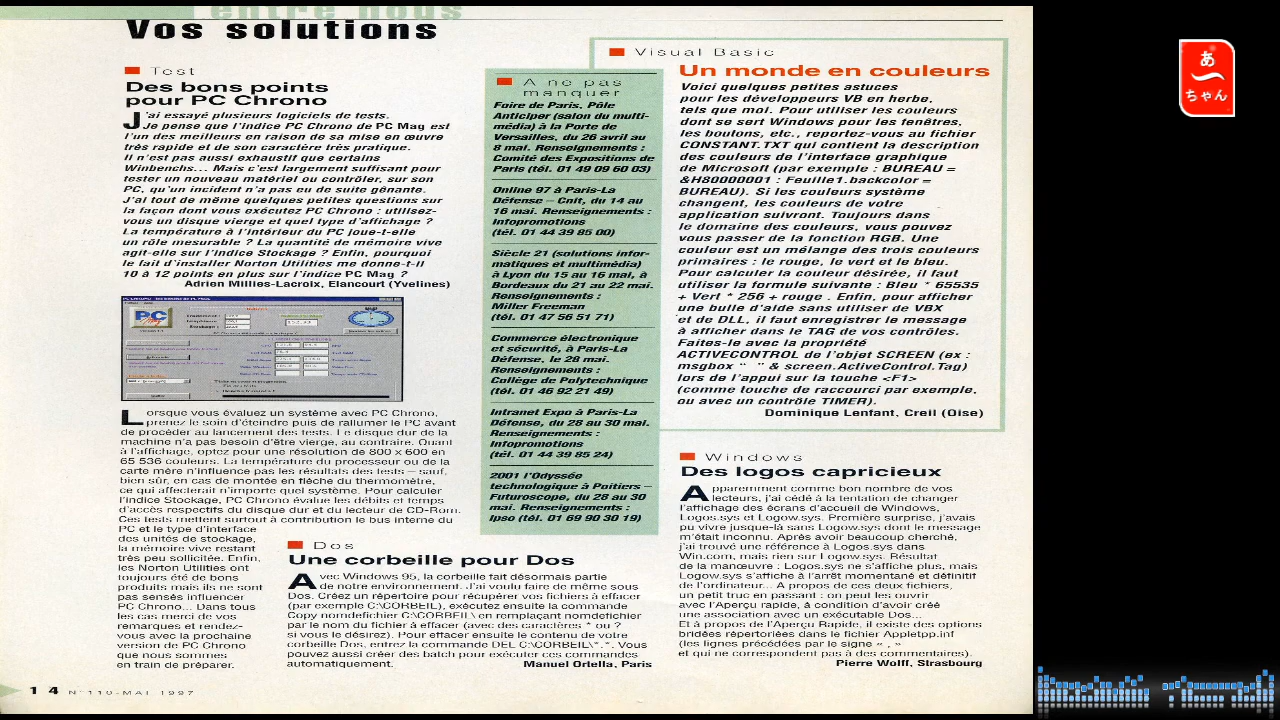 entre nous
Vos solutions
Test
Des bons points
pour PC Chrono
J'ai essayé plusieurs logiciels de tests.
Je pense que l'indice PC Chrono de PC Mag est
l'un des meilleurs en raison de sa mise en œuvre
très rapide et de son caractère très pratique.
Il n'est pas aussi exhaustif que certains
Winbenchs... Mais c'est largement suffisant pour
tester un nouveau matériel ou contrôler, sur son
PC, qu'un incident n'a pas eu de suite gênante.
J'ai tout de même quelques petites questions sur
la façon dont vous exécutez PC Chrono : utilisez-
vous un disque vierge et quel type d'affichage ?
La température à l'intérieur du PC joue-t-elle
un rôle mesurable ? La quantité de mémoire vive
agit-elle sur l'indice Stockage ? Enfin, pourquoi
le fain d'installer Norton Utilities me donne-t-il
10 à 12 points en plus sur l'indice PC Mag ?
Adrien Millies-Lacroix, Elancourt (Yvelines)
PC
Lorsque vous évaluez un système avec PC Chrono,
prenez le soin d'éteindre puis de rallumer le PC avant
de procéder au lancement des tests. Le disque dur de la
machine n'a pas besoin d'être vierge, au contraire. Quant
à l'affichage, optez pour une résolution de 800 x 600 en
65 536 couleurs. La température du processeur ou de la
carte mère n'influence pas les résultats des tests – sauf,
bien sûr, en cas de montée en flèche du thermomètre,
ce qui affecterait n'importe quel système. Pour calculer
l'indice Stockage, PC Chrono évalue les débits et temps
d'accès respectifs du disque dur et du lecteur de CD-Rom.
Ces tests mettent surtout à contribution le bus interne du
PC et le type d'interface
des unités de stockage,
la mémoire vive restant
très peu sollicitée. Enfin,
les Norton Utilities ont
toujours été de bons
produits mais ils ne sont
pas sensés influencer
PC Chrono... Dans tous
les cas merci de vos
remarques et rendez-
vous avec la prochaine
version de PC Chrono
que nous sommes
en train de préparer.
A ne pas
manquer
Foire de Paris, Pôle
Anticiper (salon du multi-
média) à la Porte de
Versailles, du 26 avril au
8 mai. Renseignements :
Comité des Expositions de
Paris (tél. 01 49 09 60 03)
Online 97 à Paris-La
Défense – Cnit, du 14 au
16 mai. Renseignements :
Infopromotions
(tél. 01 44 39 85 00)
Siècle 21 (solutions infor-
matiques et multimédia)
à Lyon du 15 au 16 mai, à
Bordeaux du 21 au 22 mai.
Renseignements :
Miller Freeman
(tél. 01 47 56 51 71)
Commerce électronique
et sécurité, à Paris-La
Défense, le 28 mai.
Renseignements :
Collège de Polytechnique
(tél. 01 46 92 21 49)
Intranet Expo à Paris-La
Défense, du 28 au 30 mai.
Renseignements :
Infopromotions
(tél. 01 44 39 85 24)
2001 l'Odyssée
technologique à Poitiers –
Futuroscope, du 28 au 30
mai. Renseignements :
Ipso (tél. 01 69 90 30 19)
Dos
Une corbeille pour Dos
Avec Windows 95, la corbeille fait désormais partie
de notre environnement. J'ai voulu faire de même sous
Dos. Créez un répertoire pour récupérer vos fichiers à effacer
(par exemple C:\CORBEIL), exécutez ensuite la commande
Copy nomdefichier C:\CORBEIL\ en remplaçant nomdefichier
par le nom du fichier à effacer (avec des caractères * ou ?
si vous le désirez). Pour effacer ensuite le contenu de votre
corbeille Dos, entrez la commande DEL C:\CORBEIL\*.*. Vous
pouvez aussi créer des batch pour exécuter ces commandes
automatiquement. Manuel Ortella, Paris
Visual Basic
Un monde en couleurs
Voici quelques petites astuces
pour les développeurs VB en herbe,
tels que moi. Pour utiliser les couleurs
dont se sert Windows pour les fenêtres,
les boutons, etc., reportez-vous au fichier
CONSTANT.TXT qui contient la description
des couleurs de l'interface graphique
de Microsoft (par exemple : BUREAU =
&H80000001 : Feuille1.backcolor =
BUREAU). Si les couleurs système
changent, les couleurs de votre
application suivront. Toujours dans
le domaine des couleurs, vous pouvez
vous passer de la fonction RGB. Une
couleur est un mélange des trois couleurs
primaires : le rouge, le vert et le bleu.
Pour calculer la couleur désirée, il faut
utiliser la formule suivante : Bleu * 65535
+ Vert * 256 + rouge . Enfin, pour afficher
une bulle d'aide sans utiliser de VBX
et de DLL, il faut enregistrer le message
à afficher dans le TAG de vos contrôles.
Faites-le avec la propriété
ACTIVECONTROL de l'objet SCREEN (ex :
msgbox “ ” & screen.ActiveControl.Tag)
lors de l'appui sur la touche <F1>
(comme touche de raccourci par exemple,
ou avec un contrôle TIMER).
Dominique Lenfant, Creil (Oise)
Windows
Des logos capricieux
Apparemment comme bon nombre de vos
lecteurs, j'ai cédé à la tentation de changer
l'affichage des écrans d'accueil de Windows,
Logos.sys et Logow.sys. Première surprise, j'avais
pu vivre jusque-là sans Logow.sys dont le message
m'était inconnu. Après avoir beaucoup cherché,
j'ai trouvé une référence à Logos.sys dans
Win.com, mais rien sur Logow.sys. Résultat
de la manœuvre : Logos.sys ne s'affiche plus, mais
Logow.sys s'affiche à l'arrêt momentané et définitif
de l'ordinateur... A propos de ces deux fichiers,
un petit truc en passant : on peut les ouvrir
avec l'Aperçu rapide, à condition d'avoir créé
une association avec un exécutable Dos...
Et à propos de l'Aperçu Rapide, il existe des options
bridées répertoriées dans le fichier Appletpp.inf
(les lignes précédées par le signe « , »
et qui ne correspondent pas à des commentaires).
Pierre Wolff, Strasbourg
14 N°110-MAI 1997
あーちゃん